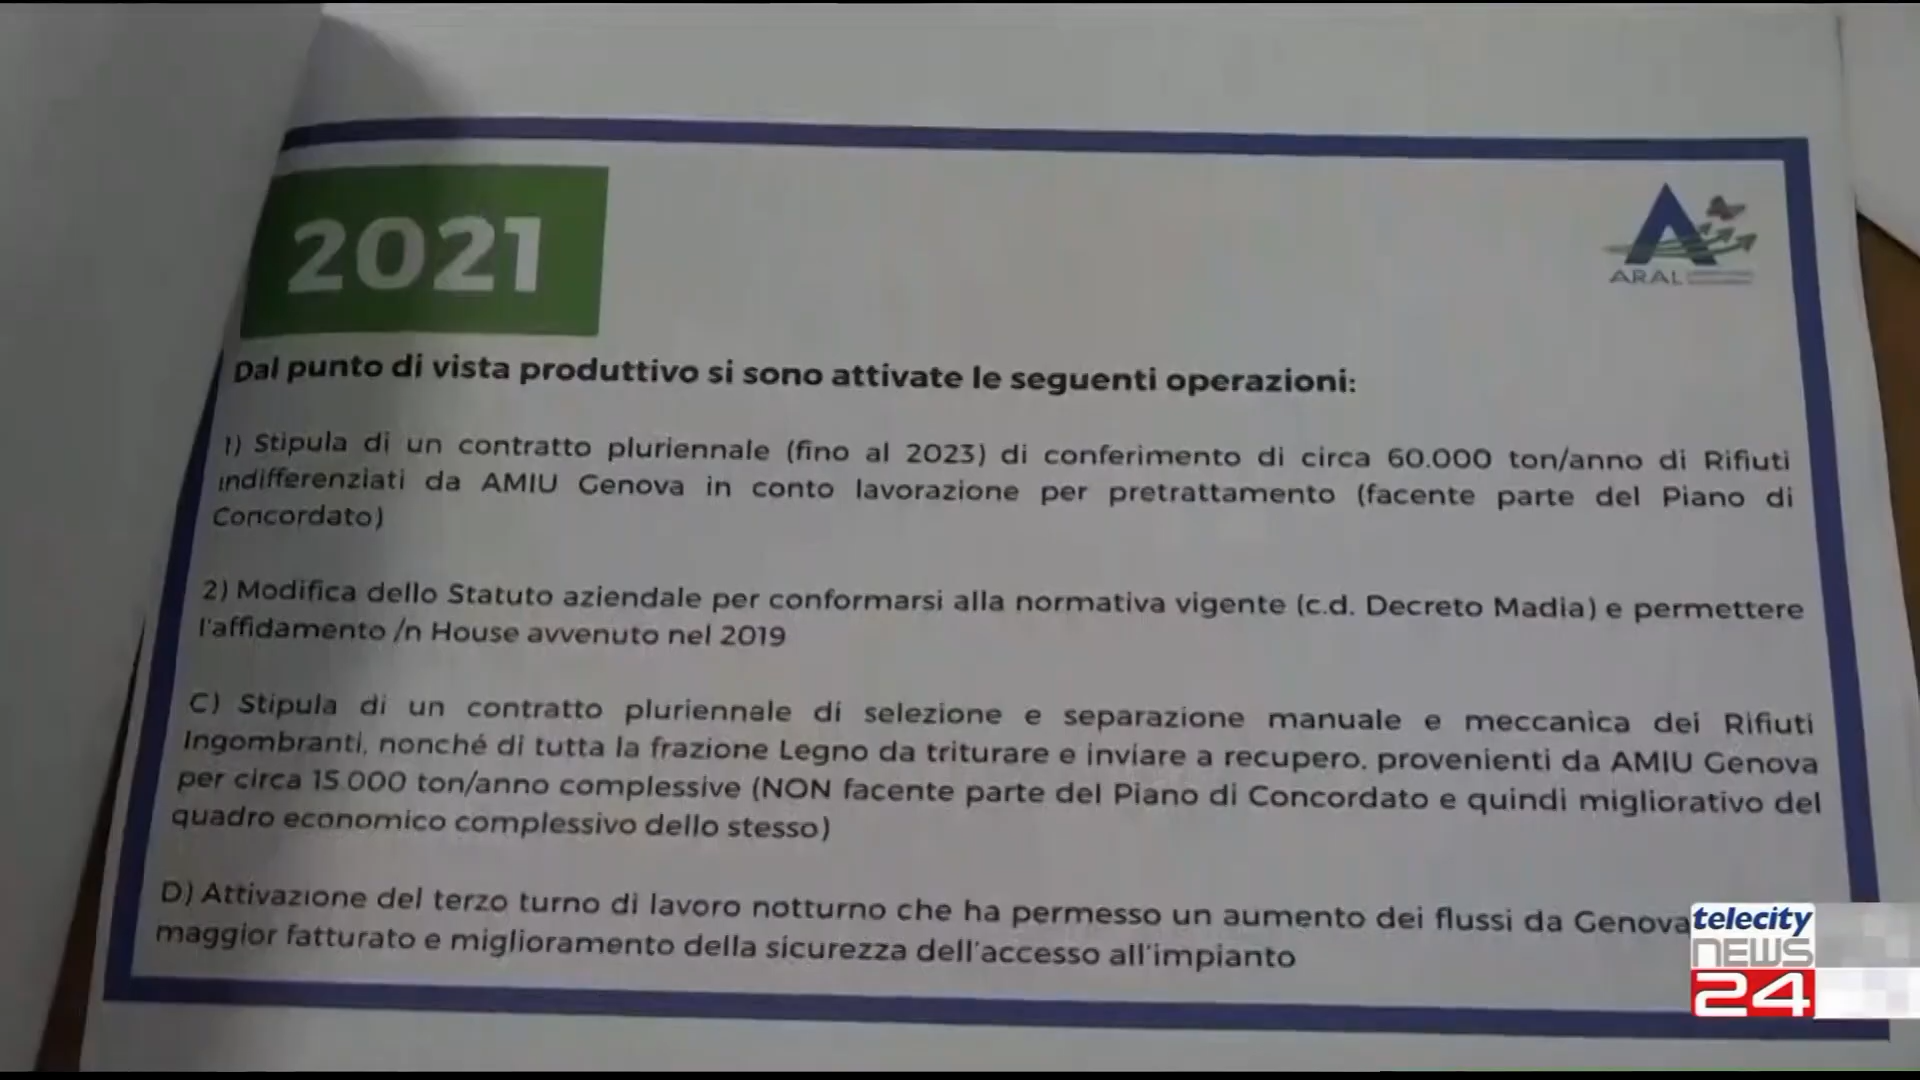 2021
ARAL
Dal punto di vista produttivo si sono attivate le seguenti operazioni:
1) Stipula di un contratto pluriennale (fino al 2023) di conferimento di circa 60.000 ton/anno di Rifiuti
indifferenziati da AMIU Genova in conto lavorazione per pretrattamento (facente parte del Piano di
Concordato)
2) Modifica dello Statuto aziendale per conformarsi alla normativa vigente (c.d. Decreto Madia) e permettere
l'affidamento /n House avvenuto nel 2019
C) Stipula di un contratto pluriennale di selezione e separazione manuale e meccanica dei Rifiuti
Ingombranti, nonché di tutta la frazione Legno da triturare e inviare a recupero, provenienti da AMIU Genova
per circa 15.000 ton/anno complessive (NON facente parte del Piano di Concordato e quindi migliorativo del
quadro economico complessivo dello stesso)
D) Attivazione del terzo turno di lavoro notturno che ha permesso un aumento dei flussi da Genova
maggior fatturato e miglioramento della sicurezza dell'accesso all'impianto
telecity
NEWS
24